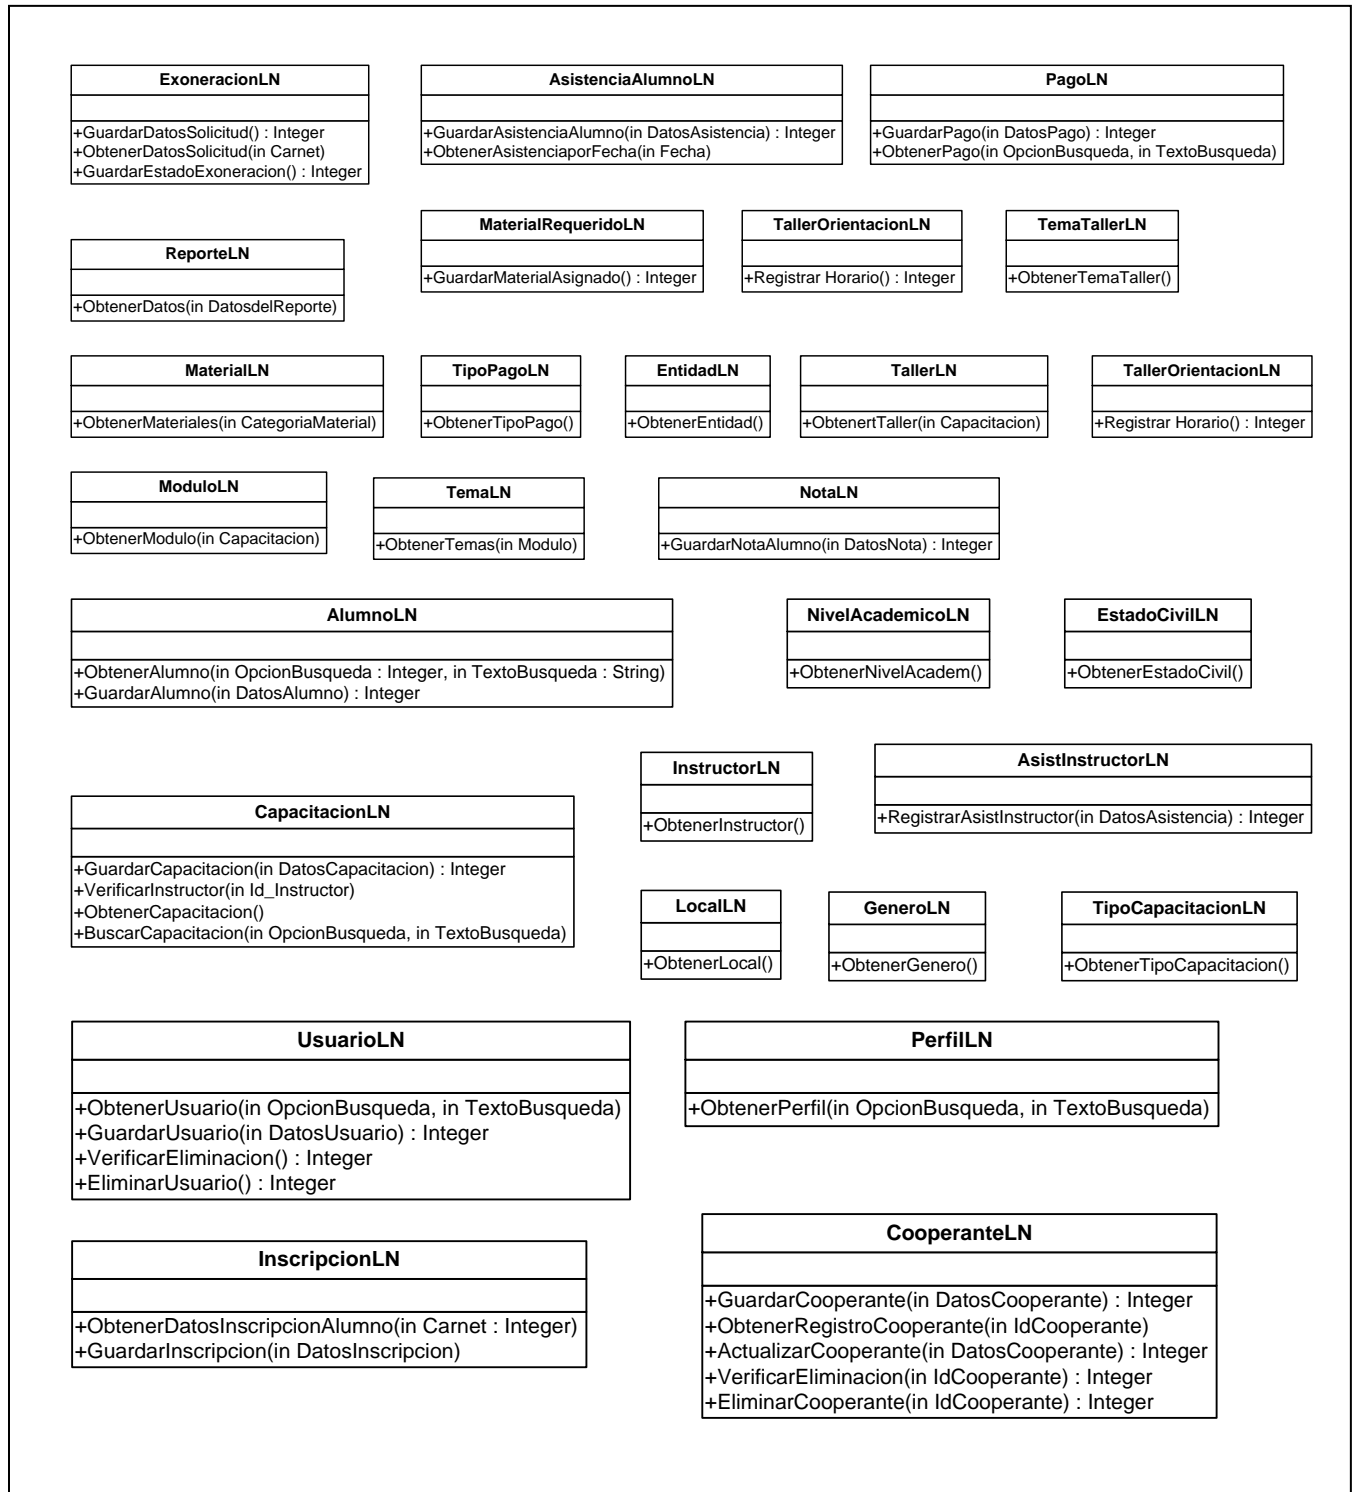 ExoneracionLN
+GuardarDatosSolicitud() : Integer
+ObtenerDatosSolicitud(in Carnet)
+GuardarEstadoExoneracion() : Integer
AsistenciaAlumnoLN
+GuardarAsistenciaAlumno(in DatosAsistencia) : Integer
+ObtenerAsistenciaporFecha(in Fecha)
PagoLN
+GuardarPago(in DatosPago) : Integer
+ObtenerPago(in OpcionBusqueda, in TextoBusqueda)
ReporteLN
+ObtenerDatos(in DatosdelReporte)
MaterialRequeridoLN
+GuardarMaterialAsignado() : Integer
TallerOrientacionLN
+Registrar Horario() : Integer
TemaTallerLN
+ObtenerTemaTaller()
MaterialLN
+ObtenerMateriales(in CategoriaMaterial)
TipoPagoLN
+ObtenerTipoPago()
EntidadLN
+ObtenerEntidad()
TallerLN
+ObtenertTaller(in Capacitacion)
TallerOrientacionLN
+Registrar Horario() : Integer
ModuloLN
+ObtenerModulo(in Capacitacion)
TemaLN
+ObtenerTemas(in Modulo)
NotaLN
+GuardarNotaAlumno(in DatosNota) : Integer
AlumnoLN
+ObtenerAlumno(in OpcionBusqueda : Integer, in TextoBusqueda : String)
+GuardarAlumno(in DatosAlumno) : Integer
NivelAcademicoLN
+ObtenerNivelAcadem()
EstadoCivilLN
+ObtenerEstadoCivil()
CapacitacionLN
+GuardarCapacitacion(in DatosCapacitacion) : Integer
+VerificarInstructor(in Id_Instructor)
+ObtenerCapacitacion()
+BuscarCapacitacion(in OpcionBusqueda, in TextoBusqueda)
InstructorLN
+ObtenerInstructor()
AsistInstructorLN
+RegistrarAsistInstructor(in DatosAsistencia) : Integer
LocalLN
+ObtenerLocal()
GeneroLN
+ObtenerGenero()
TipoCapacitacionLN
+ObtenerTipoCapacitacion()
UsuarioLN
+ObtenerUsuario(in OpcionBusqueda, in TextoBusqueda)
+GuardarUsuario(in DatosUsuario) : Integer
+VerificarEliminacion() : Integer
+EliminarUsuario() : Integer
PerfilLN
+ObtenerPerfil(in OpcionBusqueda, in TextoBusqueda)
InscripcionLN
+ObtenerDatosInscripcionAlumno(in Carnet : Integer)
+GuardarInscripcion(in DatosInscripcion)
CooperanteLN
+GuardarCooperante(in DatosCooperante) : Integer
+ObtenerRegistroCooperante(in IdCooperante)
+ActualizarCooperante(in DatosCooperante) : Integer
+VerificarEliminacion(in IdCooperante) : Integer
+EliminarCooperante(in IdCooperante) : Integer